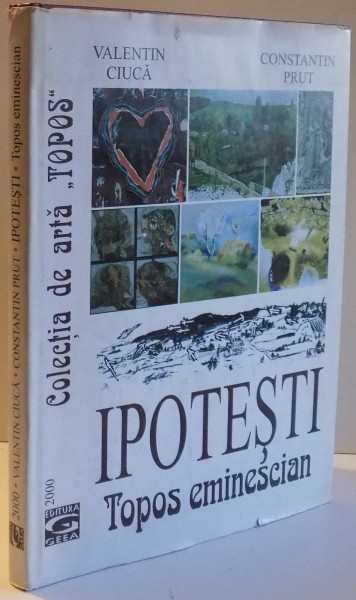 VALENTIN
CIUCĂ
CONSTANTIN
PRUT
Colecția de artă „TOPOS“
2000
IPOTEȘTI
Topos eminescian
EDITURA
GEEA
2000 • VALENTIN CIUCĂ • CONSTANTIN PRUT • IPOTEȘTI • Topos eminescian